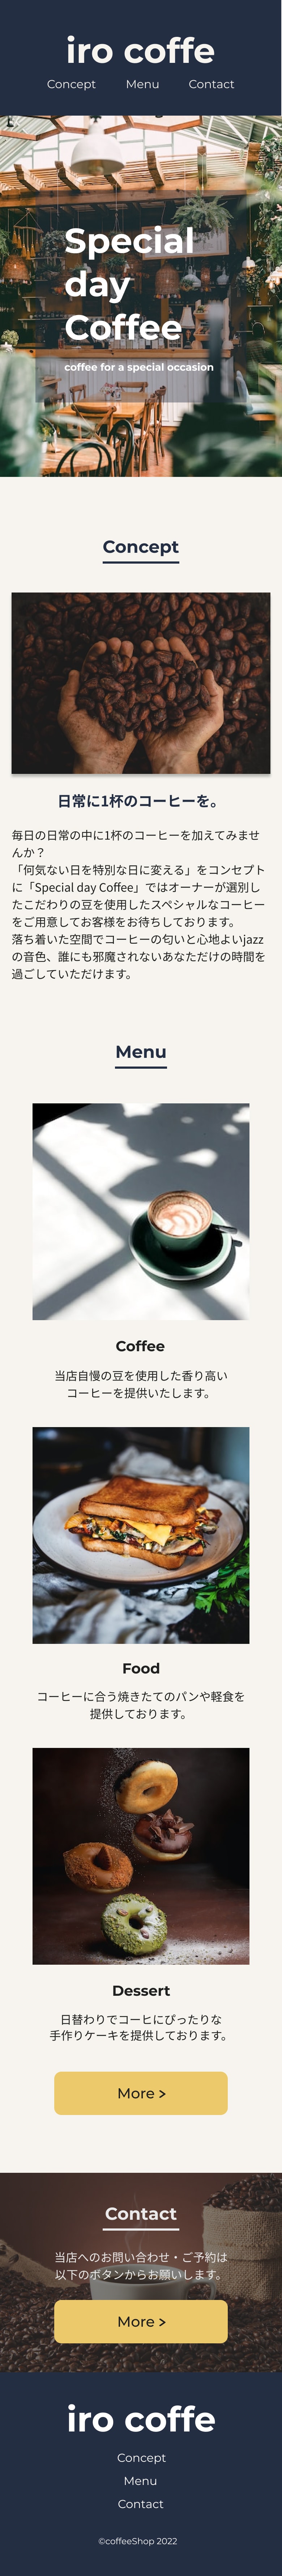 iro coffe
Concept Menu Contact
Special
day
Coffee
coffee for a special occasion
Concept
日常に1杯のコーヒーを。
毎日の日常の中に1杯のコーヒーを加えてみませ
んか？
「何気ない日を特別な日に変える」をコンセプト
に「Special day Coffee」ではオーナーが選別し
たこだわりの豆を使用したスペシャルなコーヒー
をご用意してお客様をお待ちしております。
落ち着いた空間でコーヒーの匂いと心地よいjazz
の音色、誰にも邪魔されないあなただけの時間を
過ごしていただけます。
Menu
Coffee
当店自慢の豆を使用した香り高い
コーヒーを提供いたします。
Food
コーヒーに合う焼きたてのパンや軽食を
提供しております。
Dessert
日替わりでコーヒにぴったりな
手作りケーキを提供しております。
More >
Contact
当店へのお問い合わせ・ご予約は
以下のボタンからお願いします。
More >
iro coffe
Concept
Menu
Contact
©coffeeShop 2022